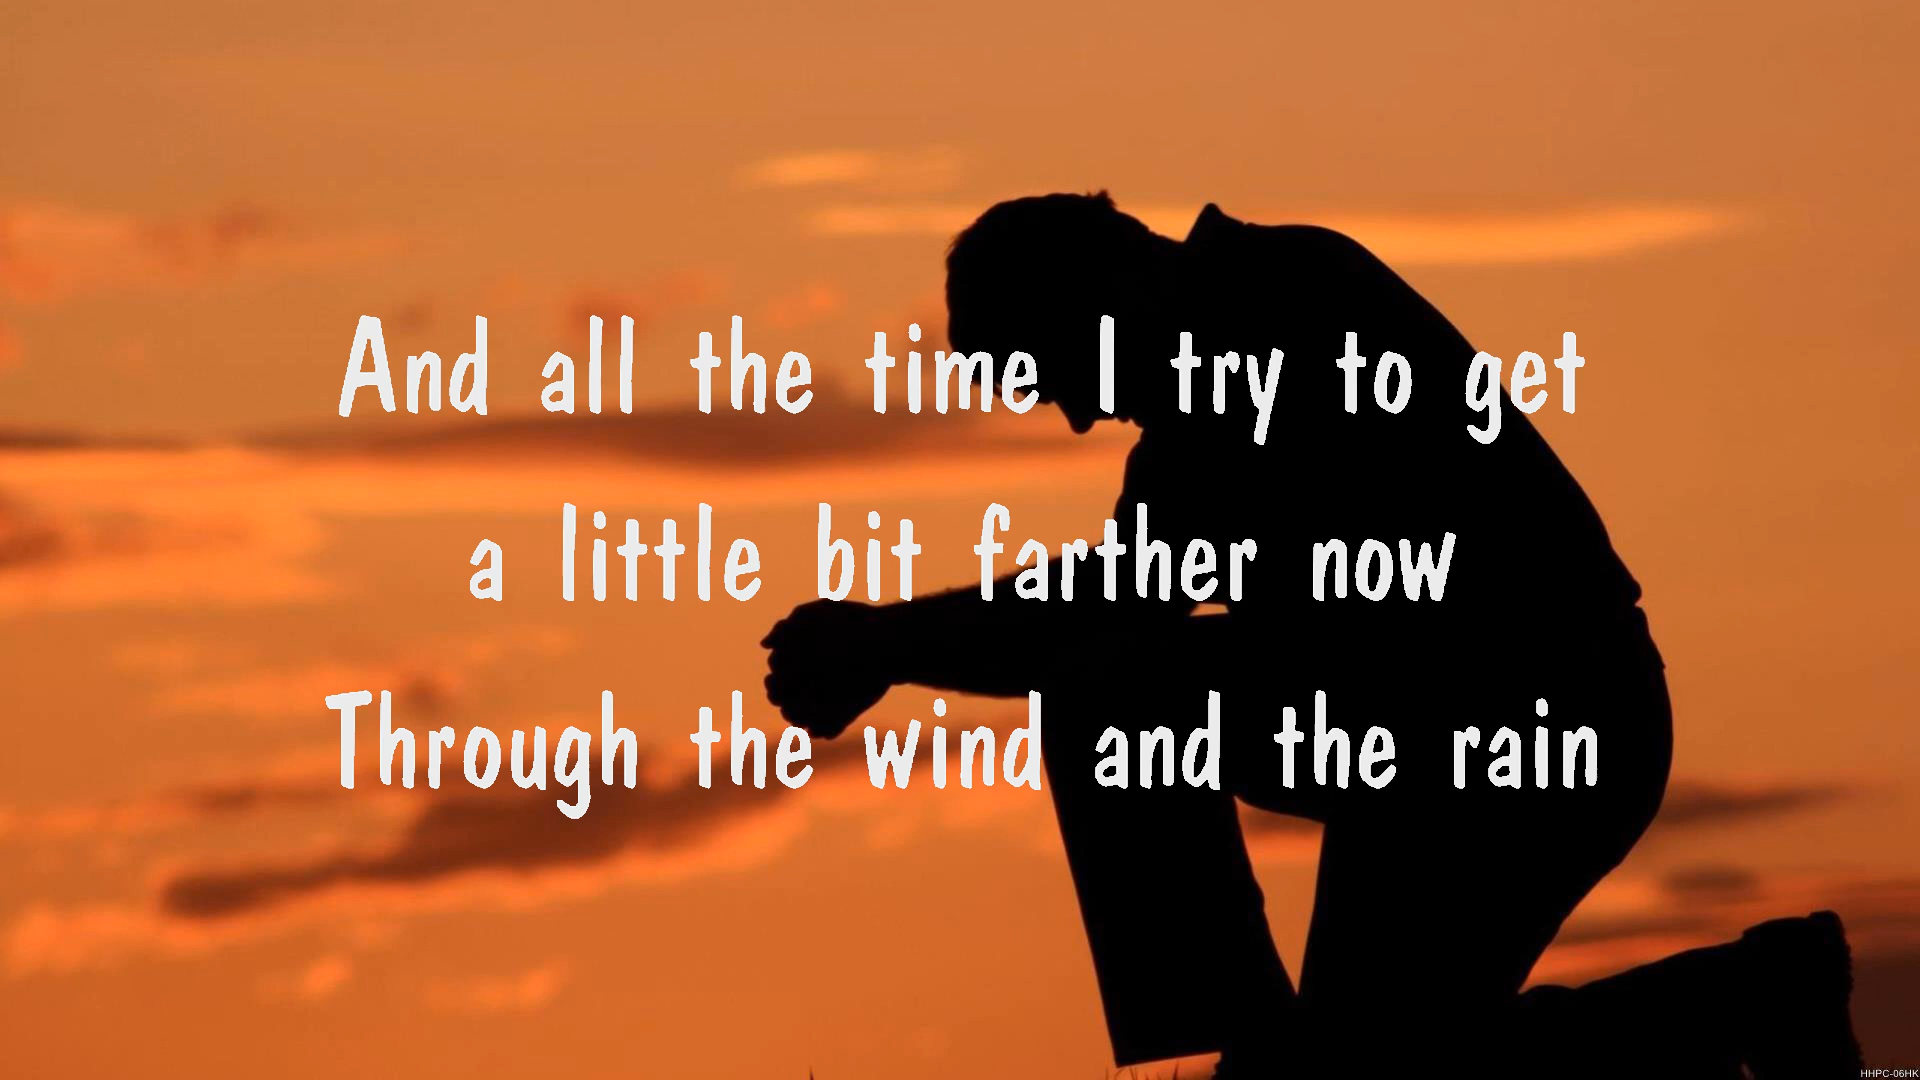 And all the time I try to get
a little bit farther now
Through the wind and the rain
HHPC-06HK